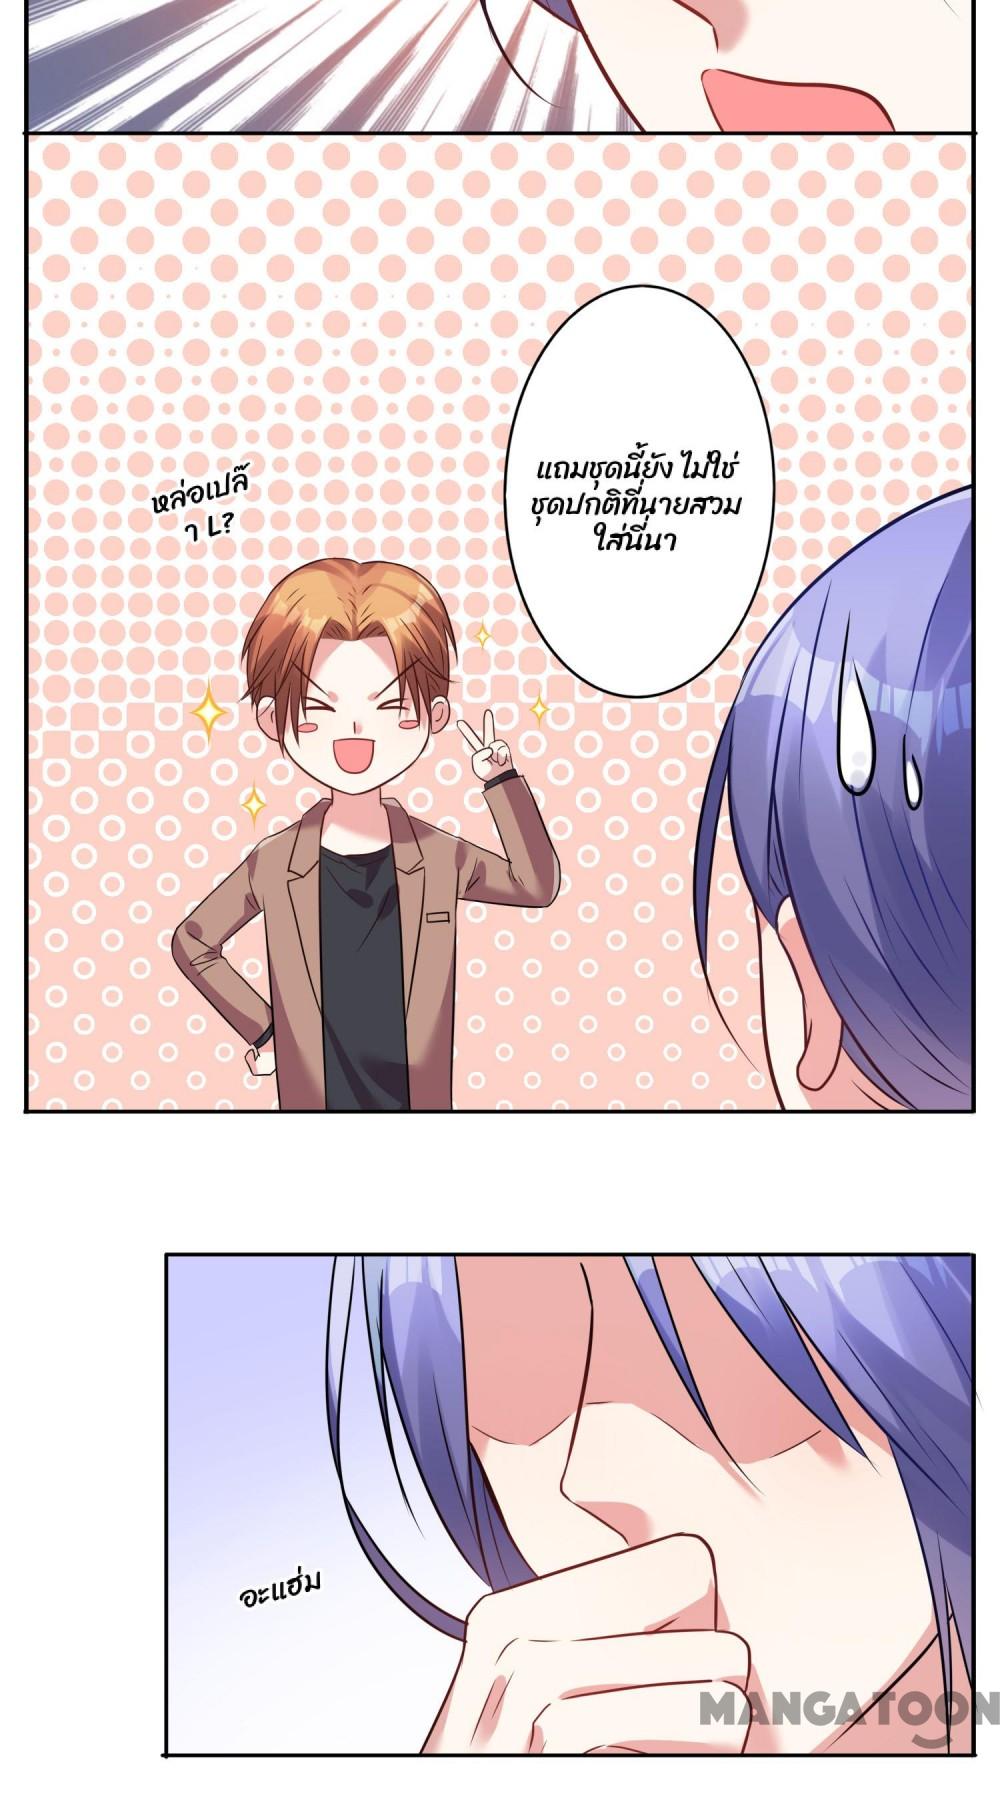 แถมชุดนี้ยัง ไม่ใช่
ชุดปกติที่นายสวม
ใส่นี่นา
หล่อเปล๊
า L?
อะแฮ่ม
MANGATOON